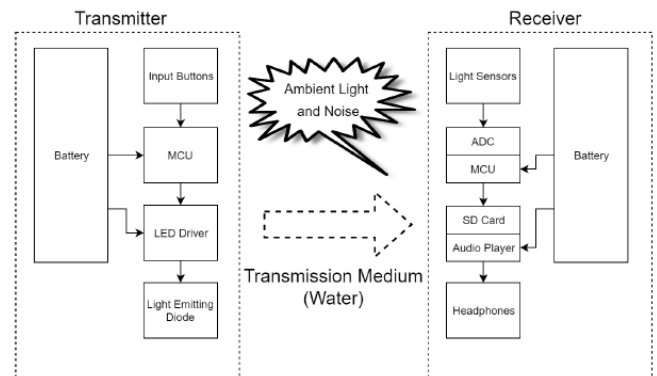 Transmitter
Receiver
Battery
Input Buttons
MCU
LED Driver
Light Emitting
Diode
Ambient Light
and Noise
Transmission Medium
(Water)
Light Sensors
ADC
MCU
SD Card
Audio Player
Headphones
Battery